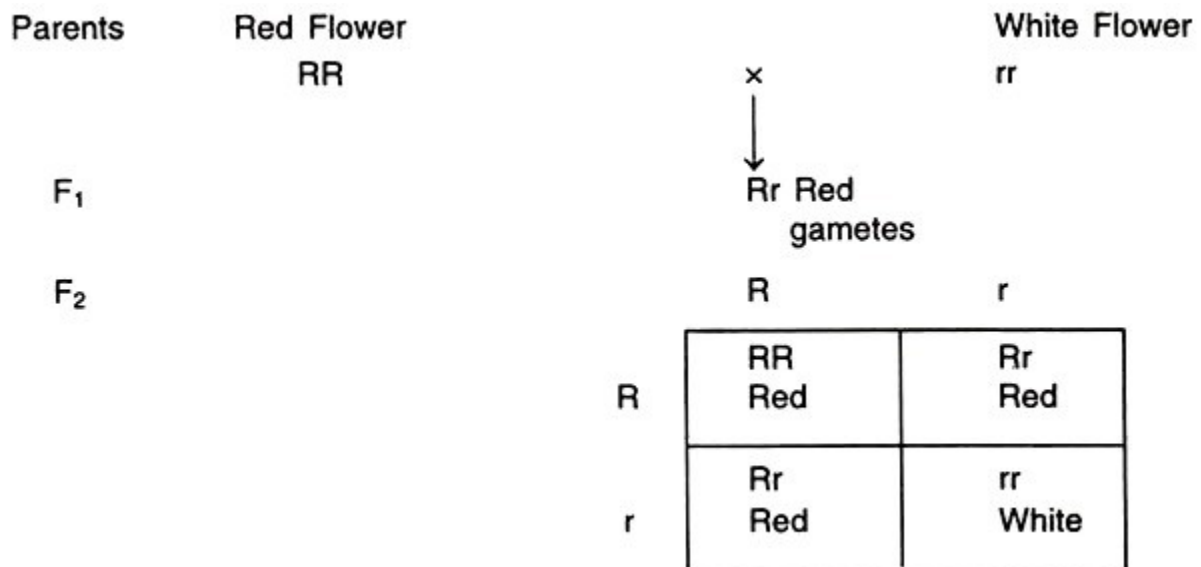 Parents Red Flower White Flower
RR × rr
F₁ Rr Red
gametes
F₂ R r
RR Rr
R Red Red
Rr rr
r Red White